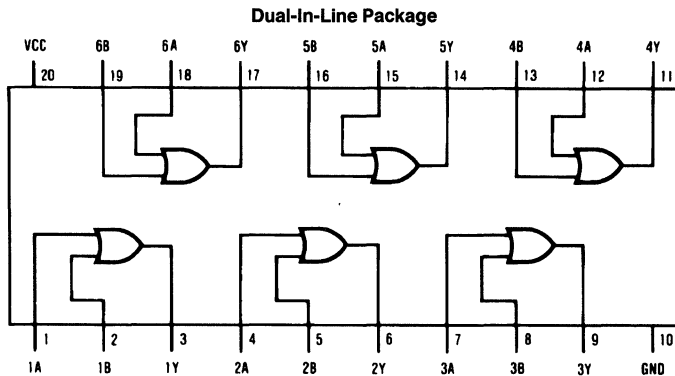 Dual-In-Line Package
VCC 6B 6A 6Y 5B 5A 5Y 4B 4A 4Y
20 19 18 17 16 15 14 13 12 11
1 2 3 4 5 6 7 8 9 10
1A 1B 1Y 2A 2B 2Y 3A 3B 3Y GND